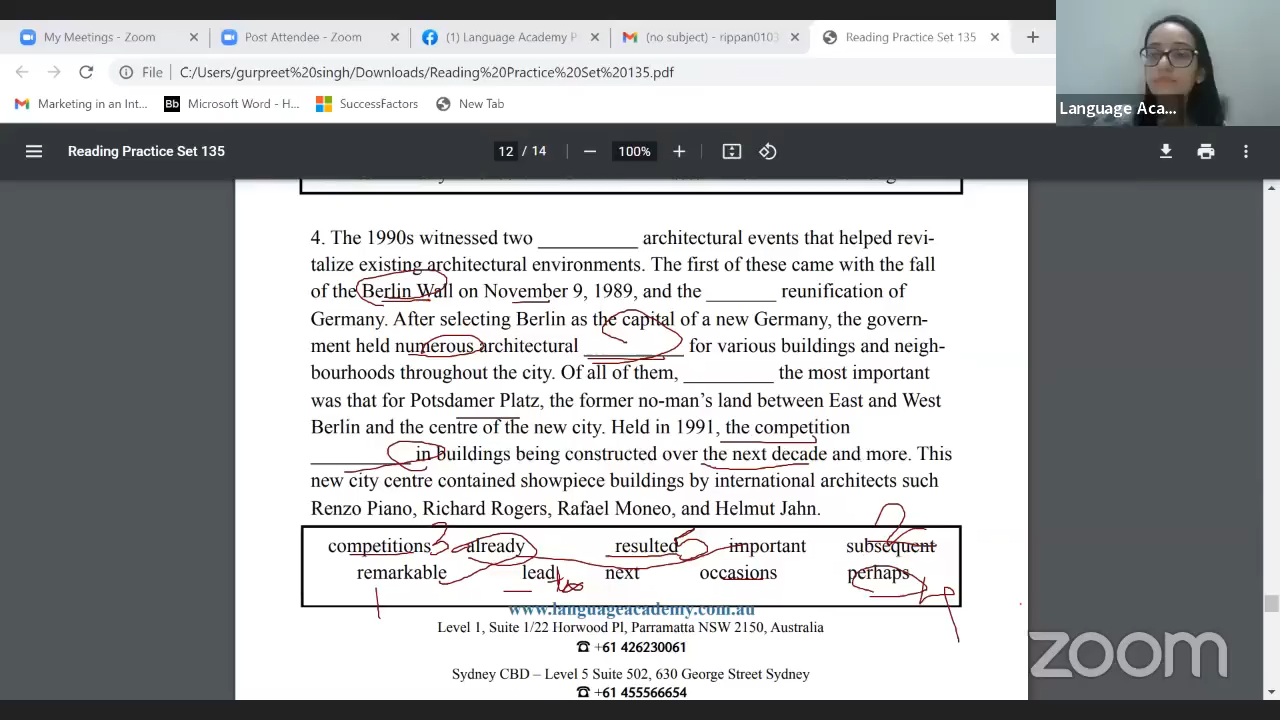 My Meetings - Zoom
Post Attendee - Zoom
(1) Language Academy P
(no subject) - rippan0103
Reading Practice Set 135
File C:/Users/gurpreet%20singh/Downloads/Reading%20Practice%20Set%20135.pdf
Marketing in an Int...
Bb Microsoft Word - H...
SuccessFactors
New Tab
Language Aca...
Reading Practice Set 135
12 / 14
100%
4. The 1990s witnessed two __________ architectural events that helped revi-
talize existing architectural environments. The first of these came with the fall
of the Berlin Wall on November 9, 1989, and the _______ reunification of
Germany. After selecting Berlin as the capital of a new Germany, the govern-
ment held numerous architectural __________ for various buildings and neigh-
bourhoods throughout the city. Of all of them, _________ the most important
was that for Potsdamer Platz, the former no-man's land between East and West
Berlin and the centre of the new city. Held in 1991, the competition
__________ in buildings being constructed over the next decade and more. This
new city centre contained showpiece buildings by international architects such
Renzo Piano, Richard Rogers, Rafael Moneo, and Helmut Jahn.
2
competitions 3 already resulted 5 important subsequent
remarkable lead to next occasions perhaps 4
1
www.languageacademy.com.au
Level 1, Suite 1/22 Horwood Pl, Parramatta NSW 2150, Australia
☎ +61 426230061
Sydney CBD – Level 5 Suite 502, 630 George Street Sydney
☎ +61 455566654
zoom